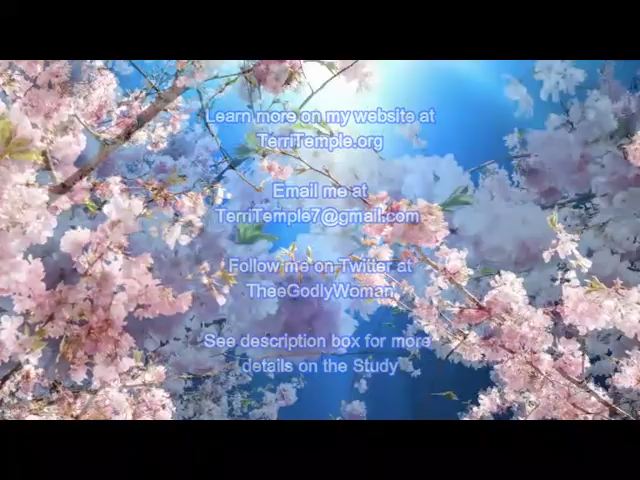 Learn more on my website at
TerriTemple.org
Email me at
TerriTemple7@gmail.com
Follow me on Twitter at
TheeGodlyWoman
See description box for more
details on the Study